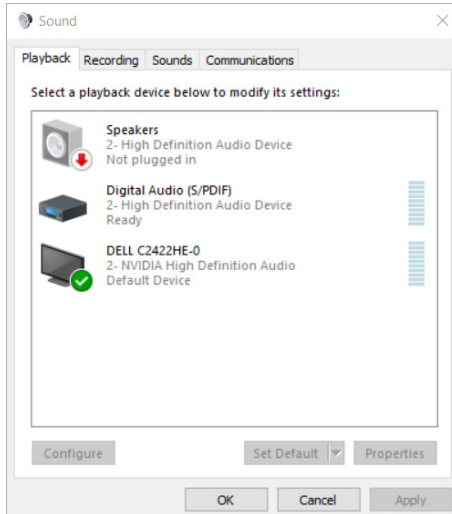 Sound
Playback Recording Sounds Communications
Select a playback device below to modify its settings:
Speakers
2- High Definition Audio Device
Not plugged in
Digital Audio (S/PDIF)
2- High Definition Audio Device
Ready
DELL C2422HE-0
2- NVIDIA High Definition Audio
Default Device
Configure Set Default Properties
OK Cancel Apply